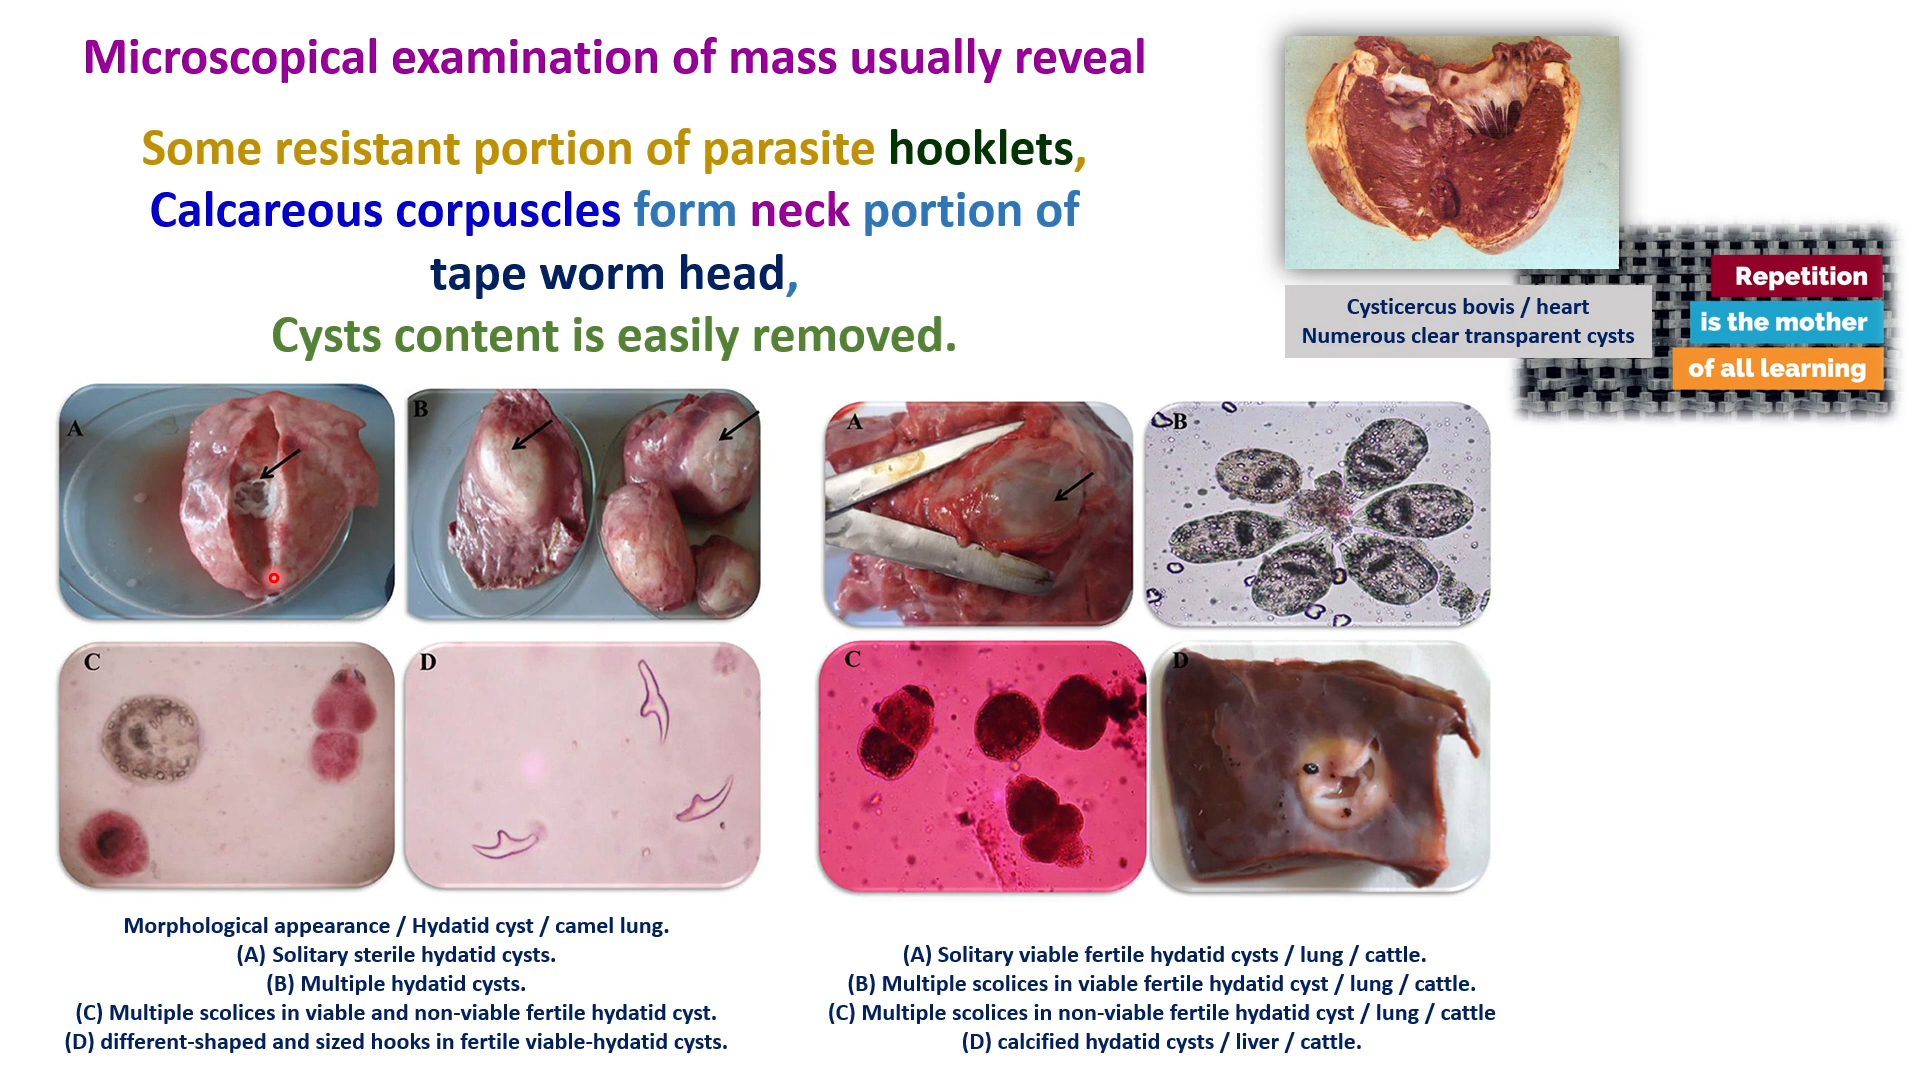 Microscopical examination of mass usually reveal
Some resistant portion of parasite hooklets,
Calcareous corpuscles form neck portion of
tape worm head,
Cysts content is easily removed.
Cysticercus bovis / heart
Numerous clear transparent cysts
Repetition
is the mother
of all learning
A
B
C
D
A
B
C
D
Morphological appearance / Hydatid cyst / camel lung.
(A) Solitary sterile hydatid cysts.
(B) Multiple hydatid cysts.
(C) Multiple scolices in viable and non-viable fertile hydatid cyst.
(D) different-shaped and sized hooks in fertile viable-hydatid cysts.
(A) Solitary viable fertile hydatid cysts / lung / cattle.
(B) Multiple scolices in viable fertile hydatid cyst / lung / cattle.
(C) Multiple scolices in non-viable fertile hydatid cyst / lung / cattle
(D) calcified hydatid cysts / liver / cattle.